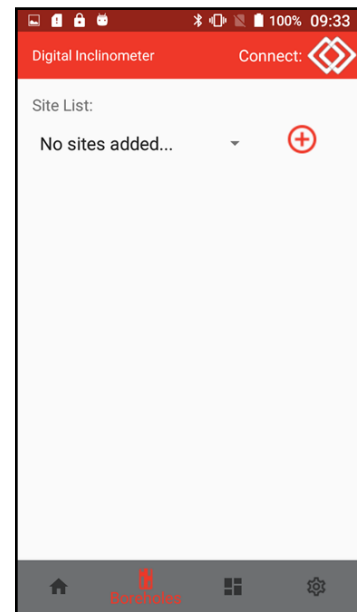 100% 09:33
Digital Inclinometer Connect:
Site List:
No sites added...
Boreholes